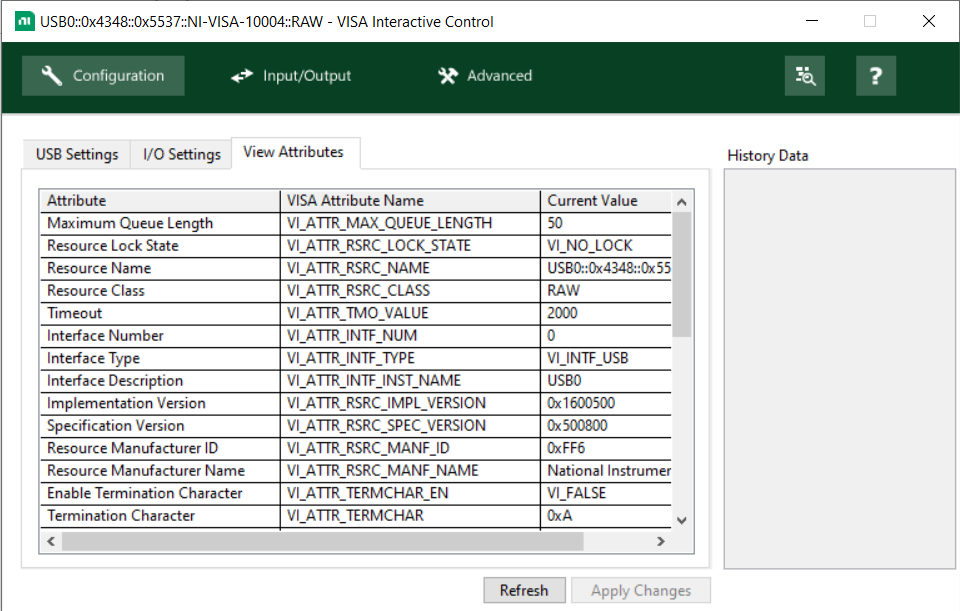 USB0::0x4348::0x5537::NI-VISA-10004::RAW - VISA Interactive Control
Configuration Input/Output Advanced ?
USB Settings I/O Settings View Attributes
History Data
Attribute VISA Attribute Name Current Value
Maximum Queue Length VI_ATTR_MAX_QUEUE_LENGTH 50
Resource Lock State VI_ATTR_RSRC_LOCK_STATE VI_NO_LOCK
Resource Name VI_ATTR_RSRC_NAME USB0::0x4348::0x55
Resource Class VI_ATTR_RSRC_CLASS RAW
Timeout VI_ATTR_TMO_VALUE 2000
Interface Number VI_ATTR_INTF_NUM 0
Interface Type VI_ATTR_INTF_TYPE VI_INTF_USB
Interface Description VI_ATTR_INTF_INST_NAME USB0
Implementation Version VI_ATTR_RSRC_IMPL_VERSION 0x1600500
Specification Version VI_ATTR_RSRC_SPEC_VERSION 0x500800
Resource Manufacturer ID VI_ATTR_RSRC_MANF_ID 0xFF6
Resource Manufacturer Name VI_ATTR_RSRC_MANF_NAME National Instrumer
Enable Termination Character VI_ATTR_TERMCHAR_EN VI_FALSE
Termination Character VI_ATTR_TERMCHAR 0xA
Refresh Apply Changes